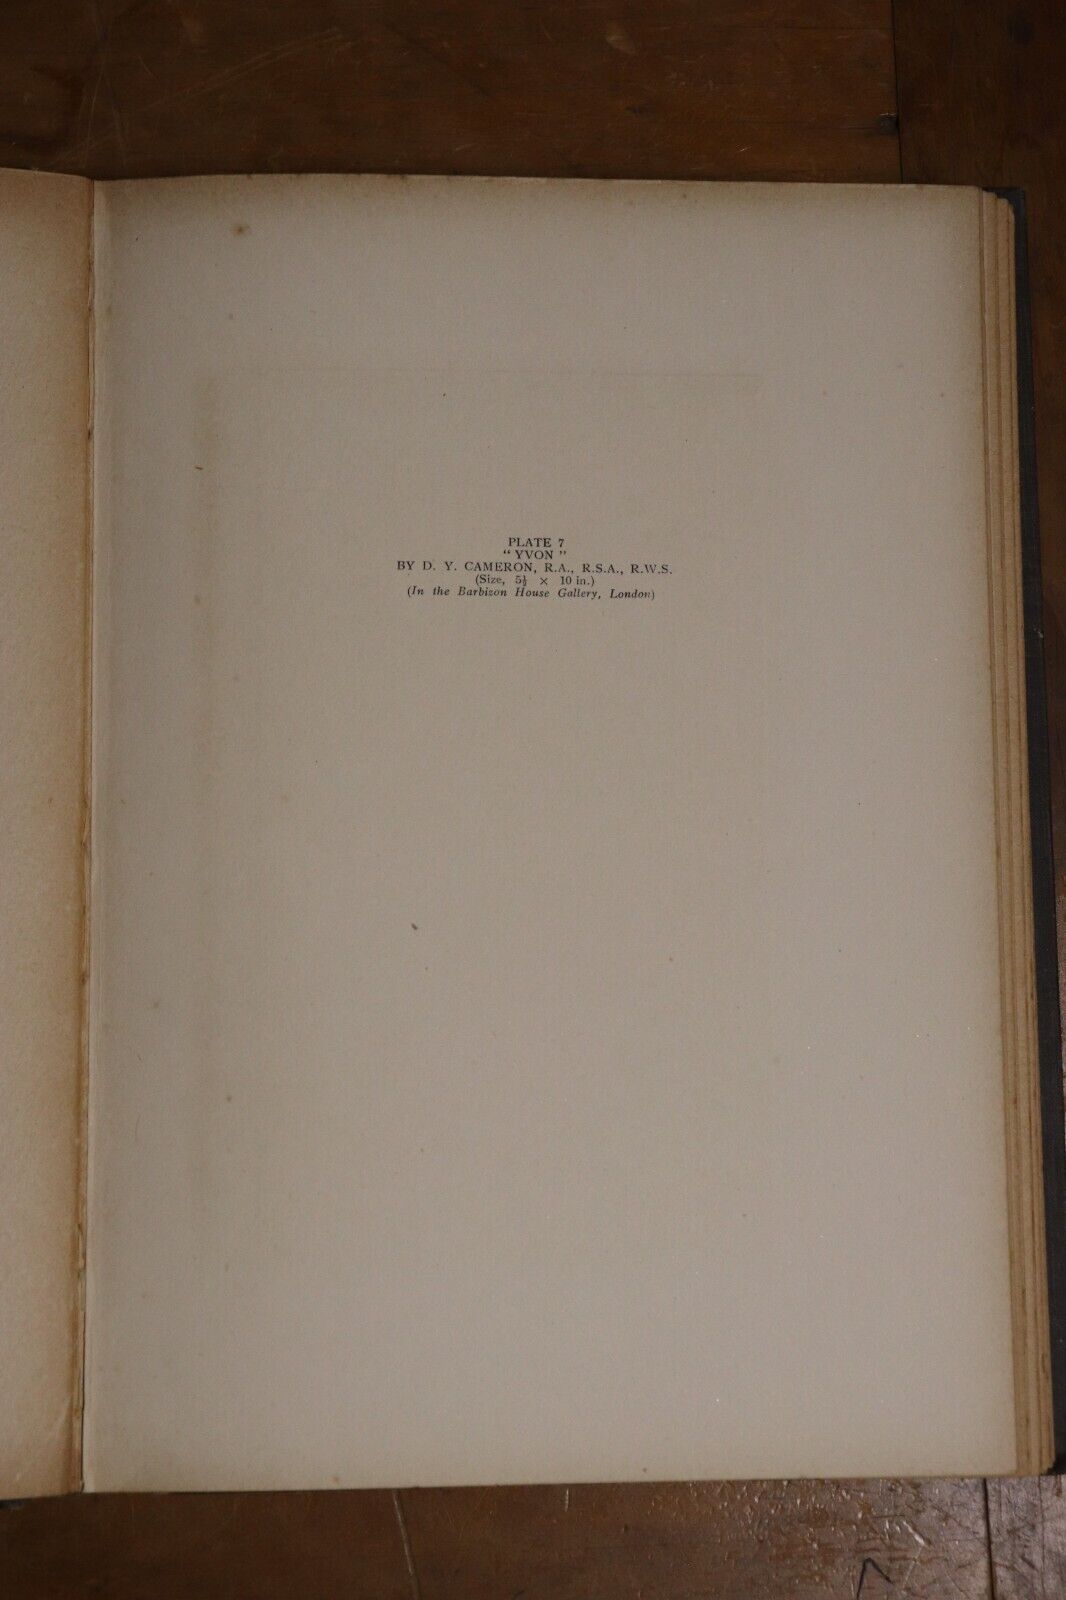 PLATE 7
“ YVON ”
BY D. Y. CAMERON, R.A., R.S.A., R.W.S.
(Size, 5½ × 10 in.)
(In the Barbizon House Gallery, London)